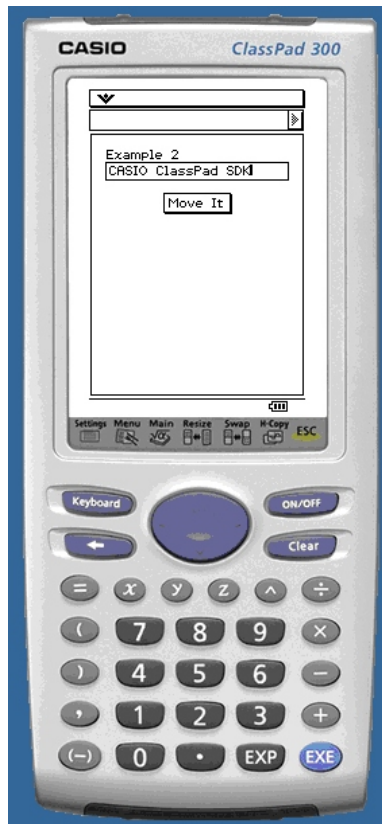 CASIO ClassPad 300
Example 2
CASIO ClassPad SDK
Move It
Settings Menu Main Resize Swap H-Copy ESC
Keyboard ON/OFF
Clear
= x y z ^ ÷
( 7 8 9 ×
) 4 5 6 −
, 1 2 3 +
(−) 0 . EXP EXE